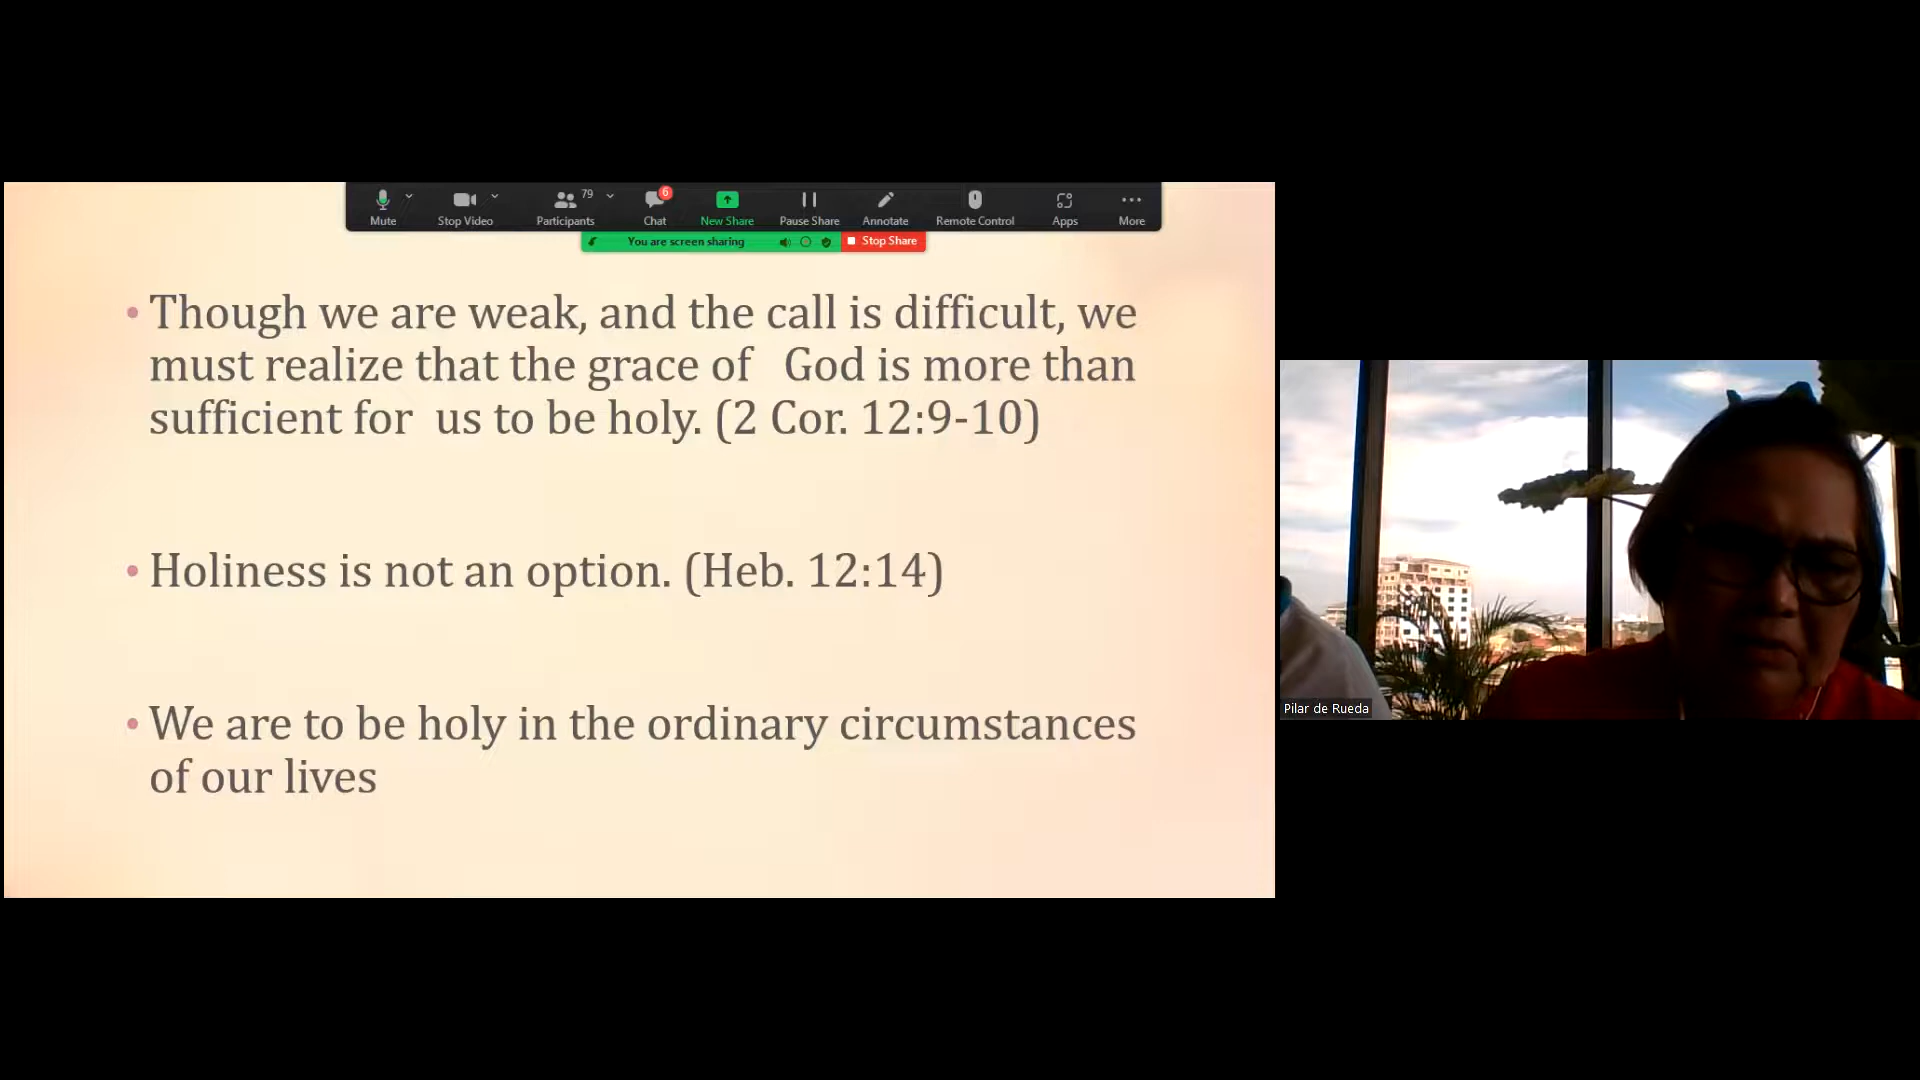 79
6
Mute
Stop Video
Participants
Chat
New Share
Pause Share
Annotate
Remote Control
Apps
More
You are screen sharing
Stop Share
• Though we are weak, and the call is difficult, we
must realize that the grace of God is more than
sufficient for us to be holy. (2 Cor. 12:9-10)
• Holiness is not an option. (Heb. 12:14)
• We are to be holy in the ordinary circumstances
of our lives
Pilar de Rueda